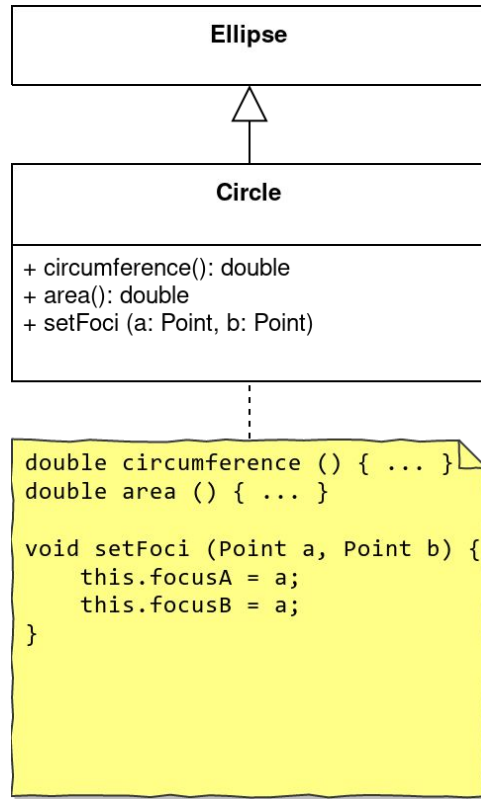 Ellipse
Circle
+ circumference(): double
+ area(): double
+ setFoci (a: Point, b: Point)
double circumference () { ... }
double area () { ... }
void setFoci (Point a, Point b) {
this.focusA = a;
this.focusB = a;
}